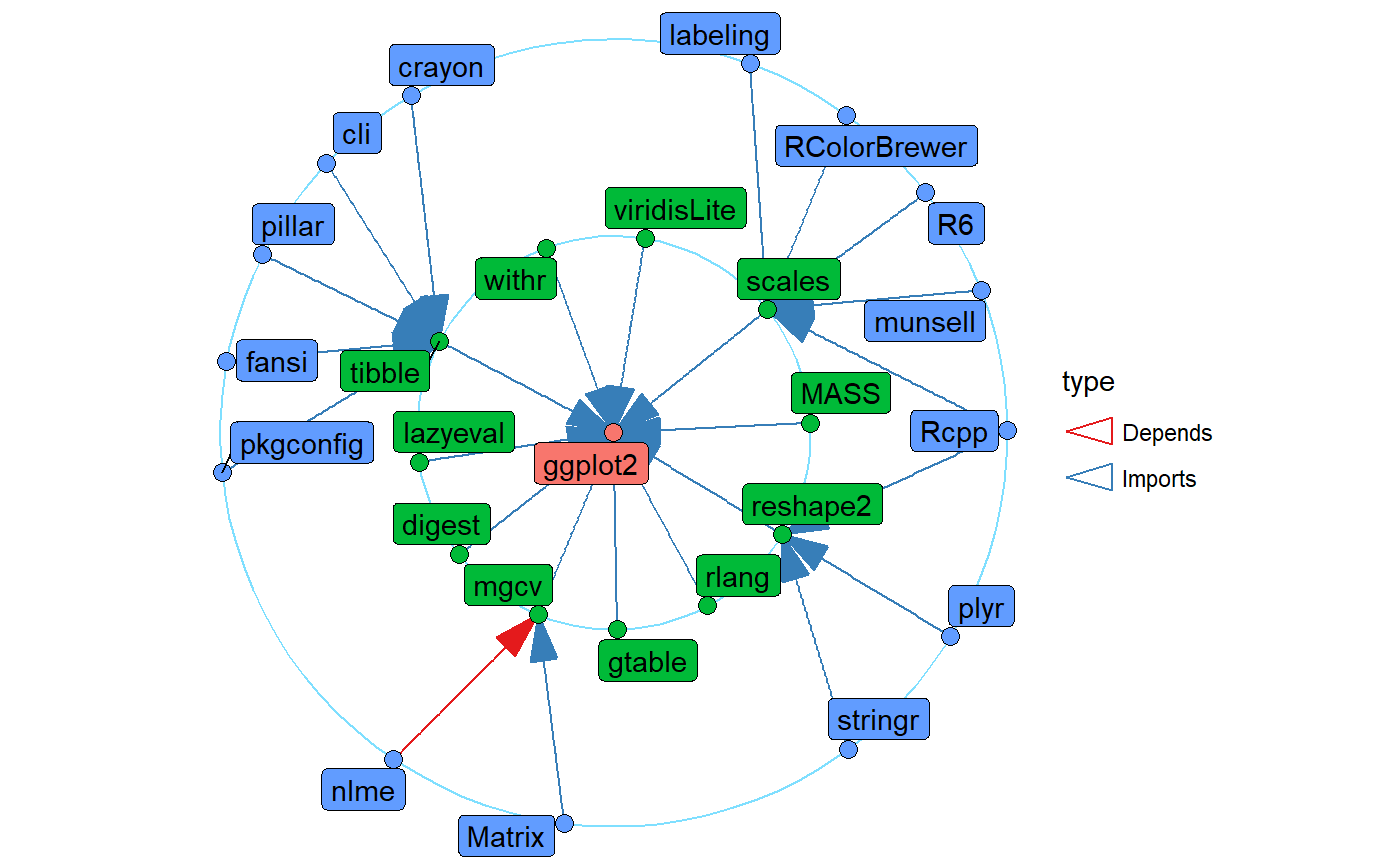 labeling
crayon
cli
RColorBrewer
viridisLite
pillar
R6
withr
scales
munsell
fansi
tibble
MASS
type
lazyeval
Rcpp
Depends
pkgconfig
ggplot2
Imports
reshape2
digest
rlang
mgcv
plyr
gtable
stringr
nlme
Matrix